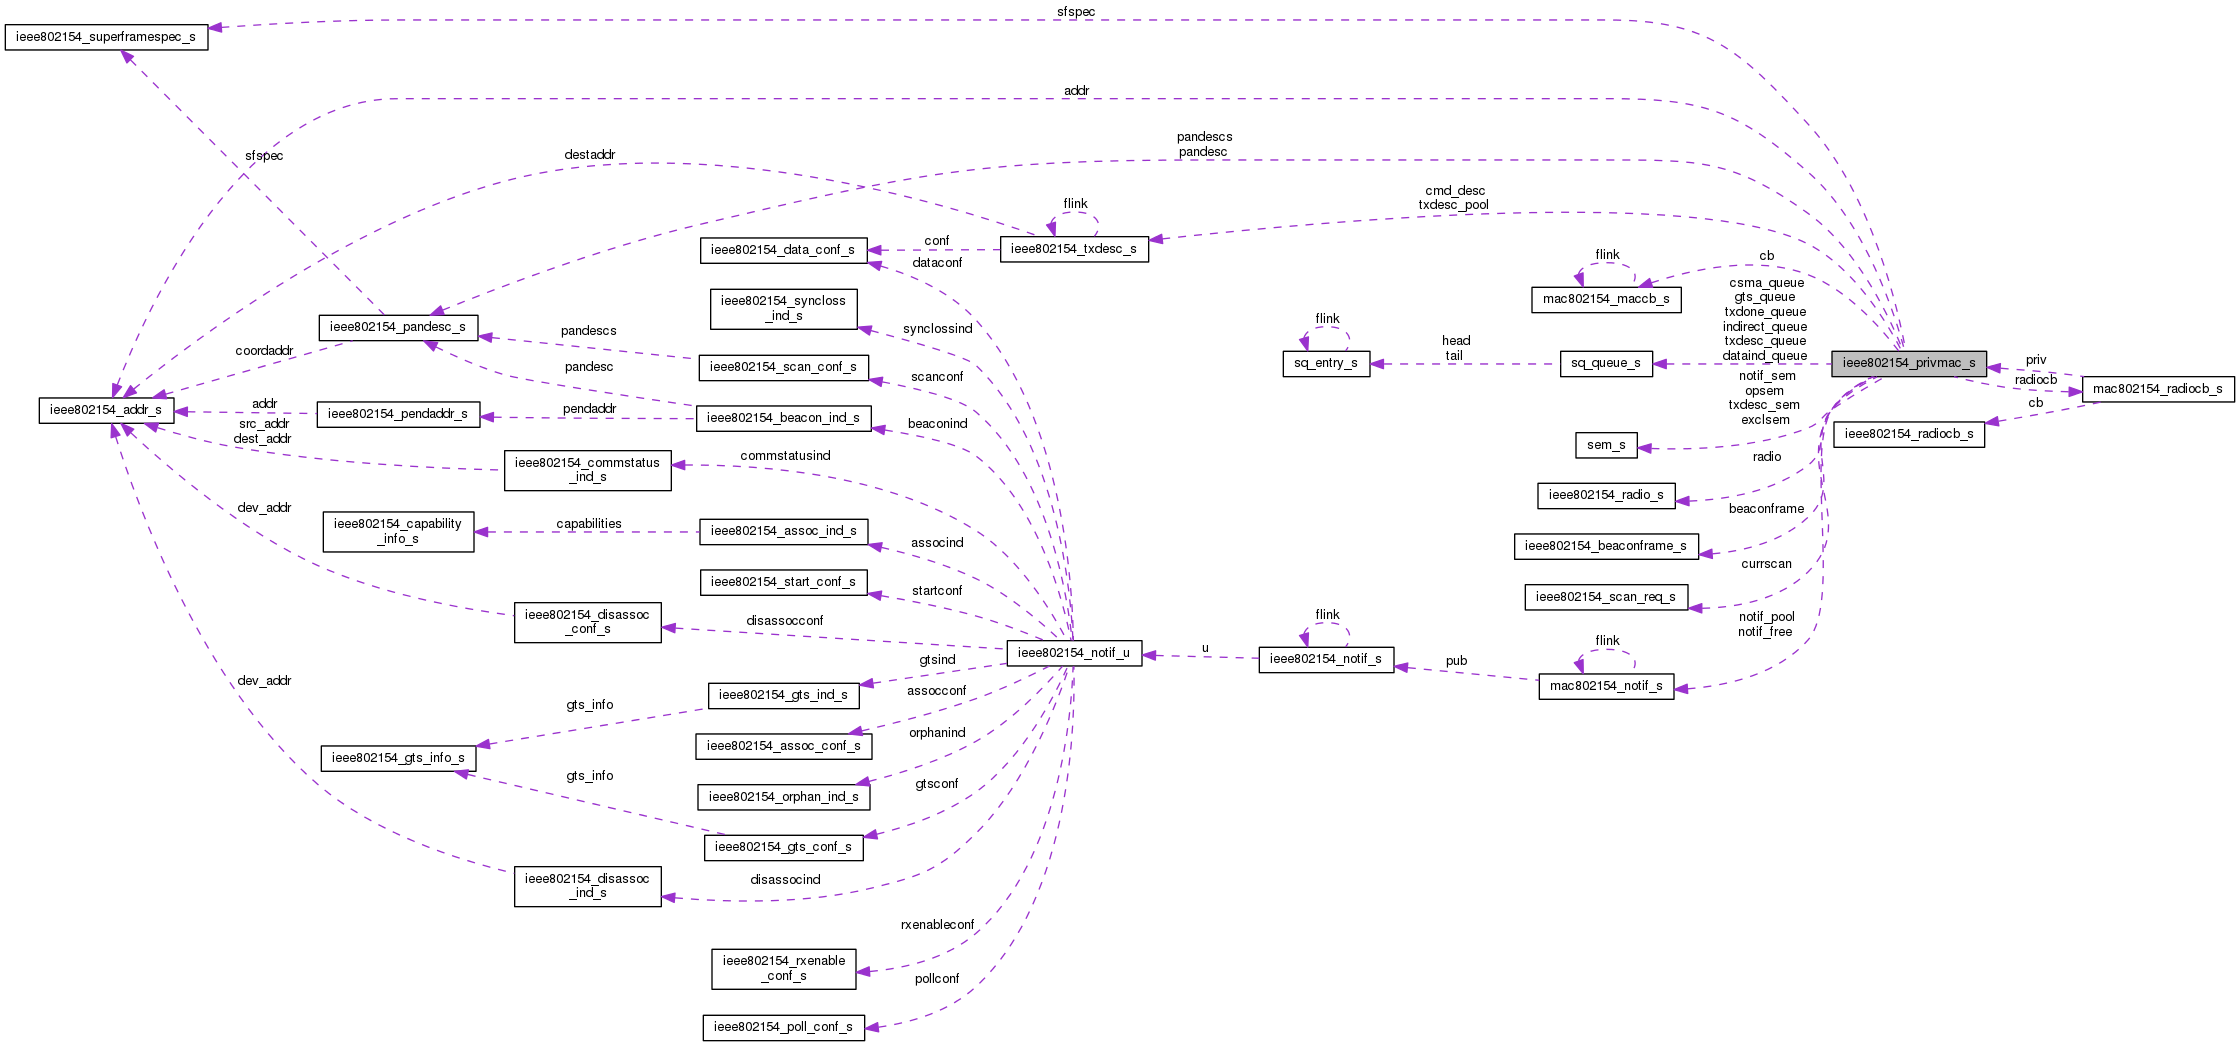 sfspec
ieee802154_superframespec_s
addr
pandescs
pandesc
sfspec
destaddr
cmd_desc
txdesc_pool
flink
ieee802154_txdesc_s
conf
ieee802154_data_conf_s
dataconf
flink
cb
mac802154_maccb_s
csma_queue
gts_queue
txdone_queue
indirect_queue
txdesc_queue
dataind_queue
ieee802154_syncloss
_ind_s
synclossind
ieee802154_pandesc_s
pandescs
coordaddr
pandesc
ieee802154_scan_conf_s
scanconf
flink
sq_entry_s
head
tail
sq_queue_s
ieee802154_privmac_s
priv
radiocb
mac802154_radiocb_s
cb
ieee802154_radiocb_s
notif_sem
opsem
txdesc_sem
exclsem
sem_s
ieee802154_addr_s
addr
ieee802154_pendaddr_s
pendaddr
ieee802154_beacon_ind_s
beaconind
src_addr
dest_addr
ieee802154_commstatus
_ind_s
commstatusind
radio
ieee802154_radio_s
beaconframe
ieee802154_beaconframe_s
currscan
ieee802154_scan_req_s
dev_addr
ieee802154_capability
_info_s
capabilities
ieee802154_assoc_ind_s
assocind
ieee802154_start_conf_s
startconf
ieee802154_disassoc
_conf_s
disassocconf
ieee802154_notif_u
u
flink
ieee802154_notif_s
pub
flink
mac802154_notif_s
notif_pool
notif_free
dev_addr
gtsind
ieee802154_gts_ind_s
gts_info
assocconf
ieee802154_assoc_conf_s
ieee802154_gts_info_s
orphanind
ieee802154_orphan_ind_s
gts_info
gtsconf
ieee802154_gts_conf_s
ieee802154_disassoc
_ind_s
disassocind
rxenableconf
ieee802154_rxenable
_conf_s
pollconf
ieee802154_poll_conf_s